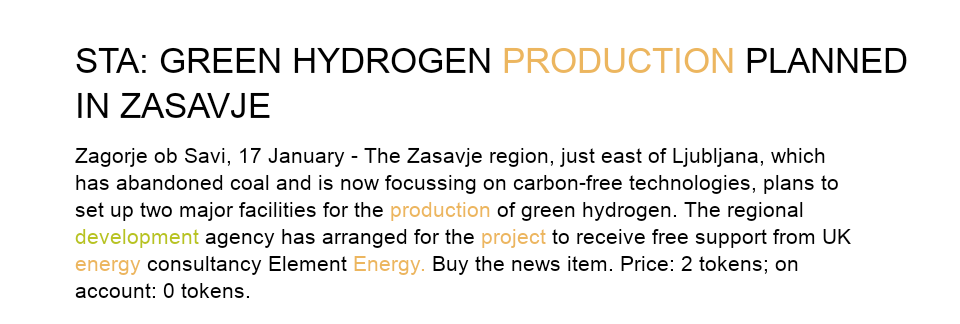 STA: GREEN HYDROGEN PRODUCTION PLANNED
IN ZASAVJE
Zagorje ob Savi, 17 January - The Zasavje region, just east of Ljubljana, which
has abandoned coal and is now focussing on carbon-free technologies, plans to
set up two major facilities for the production of green hydrogen. The regional
development agency has arranged for the project to receive free support from UK
energy consultancy Element Energy. Buy the news item. Price: 2 tokens; on
account: 0 tokens.